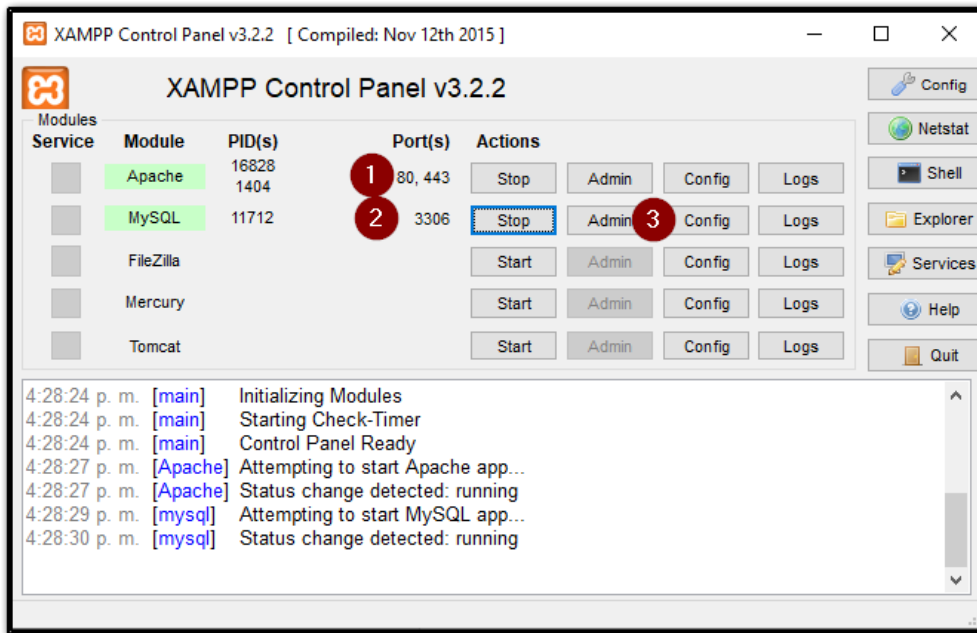 XAMPP Control Panel v3.2.2 [ Compiled: Nov 12th 2015 ]
XAMPP Control Panel v3.2.2
Config
Modules
Service Module PID(s) Port(s) Actions
Netstat
Apache 16828 1404 1 80, 443 Stop Admin Config Logs
Shell
MySQL 11712 2 3306 Stop Admin 3 Config Logs
Explorer
FileZilla Start Admin Config Logs
Services
Mercury Start Admin Config Logs
Help
Tomcat Start Admin Config Logs
Quit
4:28:24 p. m. [main] Initializing Modules
4:28:24 p. m. [main] Starting Check-Timer
4:28:24 p. m. [main] Control Panel Ready
4:28:27 p. m. [Apache] Attempting to start Apache app...
4:28:27 p. m. [Apache] Status change detected: running
4:28:29 p. m. [mysql] Attempting to start MySQL app...
4:28:30 p. m. [mysql] Status change detected: running